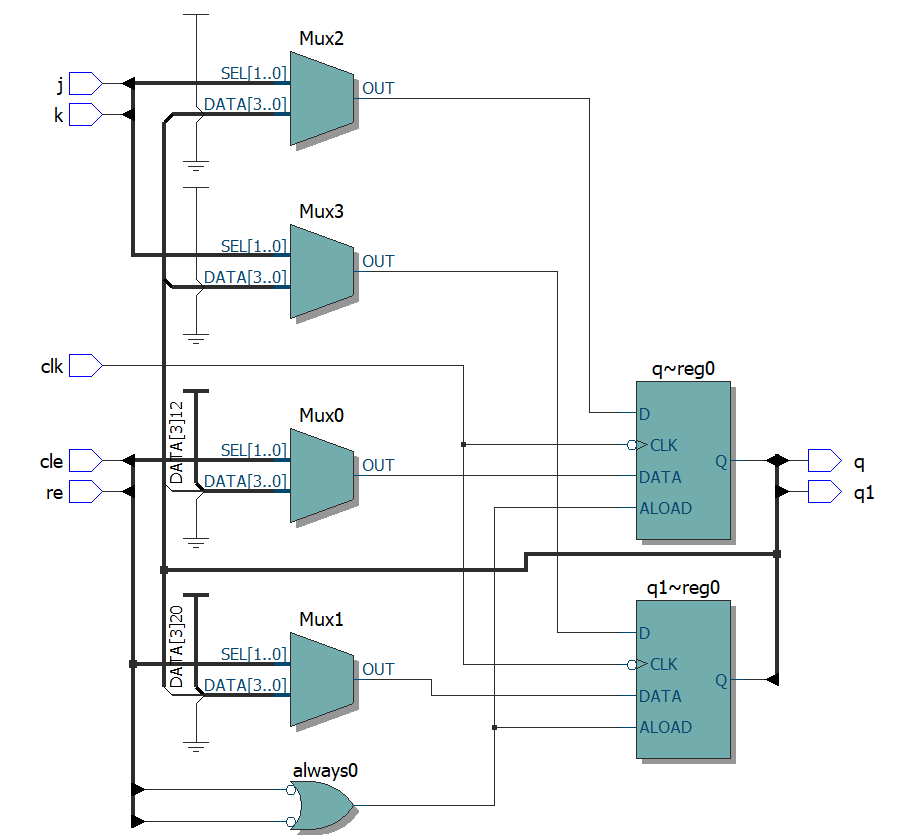 Mux2
j
SEL[1..0]
OUT
k
DATA[3..0]
Mux3
SEL[1..0]
OUT
DATA[3..0]
clk
q~reg0
D
CLK
Q
DATA
ALOAD
DATA[3]12
Mux0
cle
SEL[1..0]
OUT
re
DATA[3..0]
q
q1
q1~reg0
D
CLK
Q
DATA
ALOAD
DATA[3]20
Mux1
SEL[1..0]
OUT
DATA[3..0]
always0